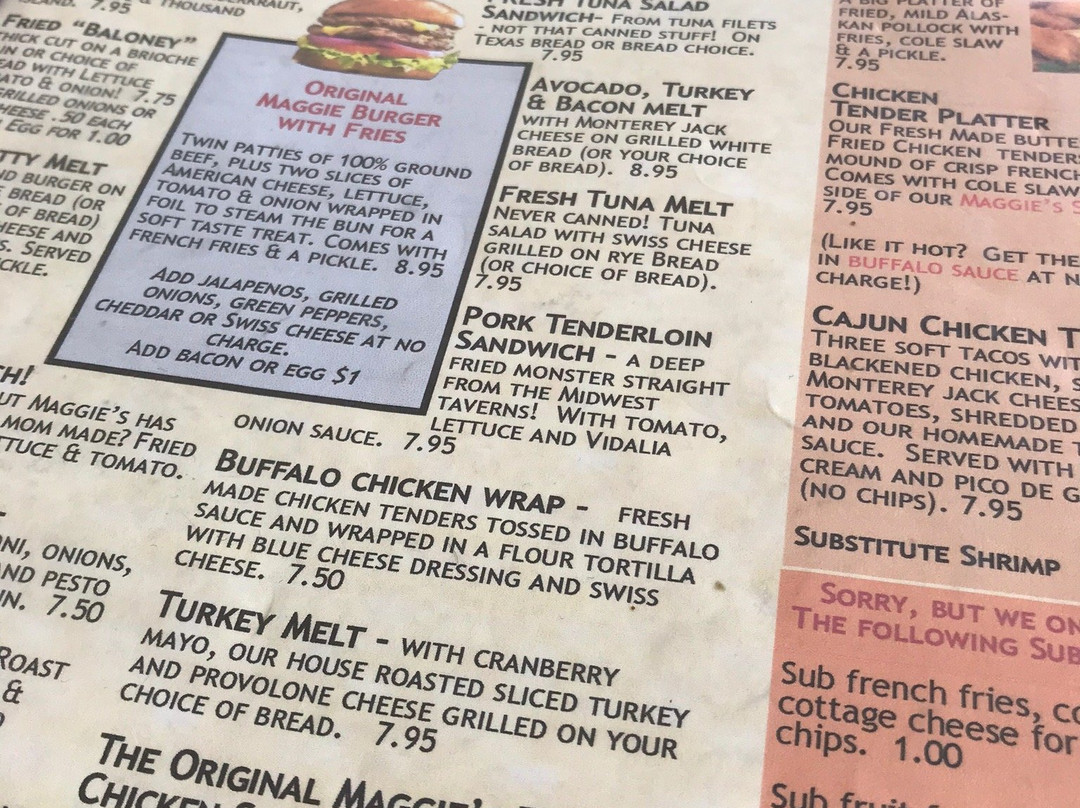 7.95
& THOUSAND
FRIED "BALONEY"
THICK CUT ON A BRIOCHE
OR CHOICE OF
WITH LETTUCE
& ONION! 7.75
GRILLED ONIONS OR
.50 EACH
EGG FOR 1.00
MELT
BURGER ON
BREAD (OR
OF BREAD)
AND
SERVED
MAGGIE'S HAS
MOM MADE? FRIED
& TOMATO.
ONIONS,
AND PESTO
7.50
ROAST
&
ORIGINAL
MAGGIE BURGER
WITH FRIES
TWIN PATTIES OF 100% GROUND
BEEF, PLUS TWO SLICES OF
AMERICAN CHEESE, LETTUCE,
TOMATO & ONION WRAPPED IN
FOIL TO STEAM THE BUN FOR A
SOFT TASTE TREAT. COMES WITH
FRENCH FRIES & A PICKLE. 8.95
ADD JALAPENOS, GRILLED
ONIONS, GREEN PEPPERS,
CHEDDAR OR SWISS CHEESE AT NO
CHARGE.
ADD BACON OR EGG $1
FRESH TUNA SALAD
SANDWICH- FROM TUNA FILETS
- NOT THAT CANNED STUFF! ON
TEXAS BREAD OR BREAD CHOICE.
7.95
AVOCADO, TURKEY
& BACON MELT
WITH MONTEREY JACK
CHEESE ON GRILLED WHITE
BREAD (OR YOUR CHOICE
OF BREAD). 8.95
FRESH TUNA MELT
NEVER CANNED! TUNA
SALAD WITH SWISS CHEESE
GRILLED ON RYE BREAD
(OR CHOICE OF BREAD).
7.95
PORK TENDERLOIN
SANDWICH - A DEEP
FRIED MONSTER STRAIGHT
FROM THE MIDWEST
TAVERNS! WITH TOMATO,
LETTUCE AND VIDALIA
ONION SAUCE. 7.95
BUFFALO CHICKEN WRAP - FRESH
MADE CHICKEN TENDERS TOSSED IN BUFFALO
SAUCE AND WRAPPED IN A FLOUR TORTILLA
WITH BLUE CHEESE DRESSING AND SWISS
CHEESE. 7.50
TURKEY MELT - WITH CRANBERRY
MAYO, OUR HOUSE ROASTED SLICED TURKEY
AND PROVOLONE CHEESE GRILLED ON YOUR
CHOICE OF BREAD. 7.95
THE ORIGINAL MAGGIE'S
CHICKEN
A BIG PLATTER OF
FRIED, MILD ALAS-
KAN POLLOCK WITH
FRIES, COLE SLAW
& A PICKLE.
7.95
CHICKEN
TENDER PLATTER
OUR FRESH MADE
FRIED CHICKEN TENDERS
MOUND OF CRISP FRENCH
COMES WITH COLE SLAW
SIDE OF OUR MAGGIE'S
7.95
(LIKE IT HOT? GET THE
IN BUFFALO SAUCE AT
CHARGE!)
CAJUN CHICKEN
THREE SOFT TACOS
BLACKENED CHICKEN,
MONTEREY JACK
TOMATOES, SHREDDED
AND OUR HOMEMADE
SAUCE. SERVED WITH
CREAM AND PICO DE
(NO CHIPS). 7.95
SUBSTITUTE SHRIMP
SORRY, BUT WE
THE FOLLOWING
Sub french fries,
cottage cheese for
chips. 1.00
Sub